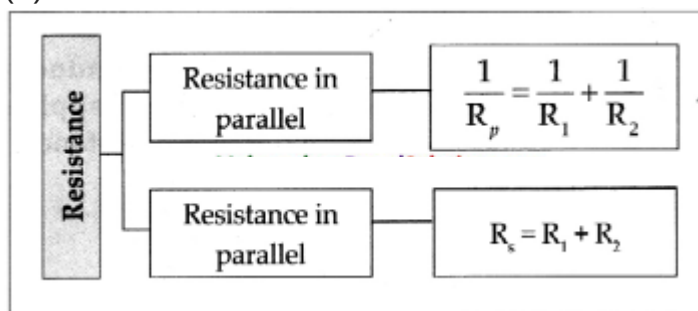 Resistance
Resistance in
parallel
1/R_p = 1/R_1 + 1/R_2
Resistance in
parallel
R_s = R_1 + R_2